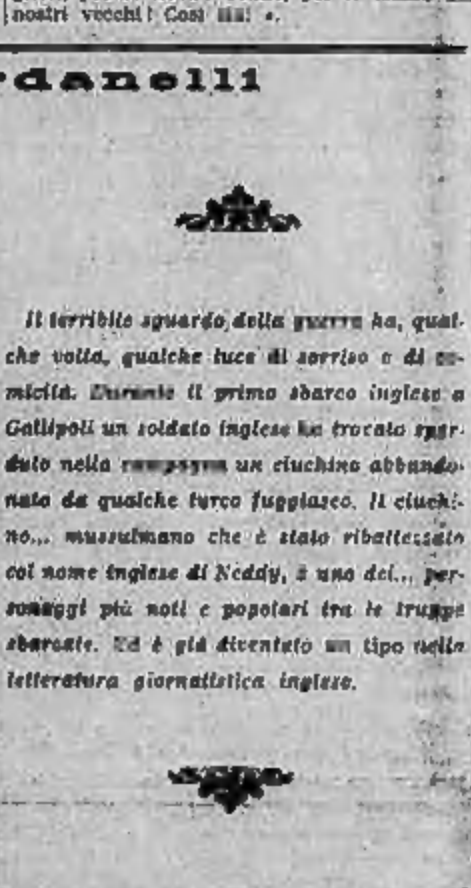 nostri vecchi! Così
rdanelli
Il terribile sguardo della guerra ha, qual-
che volta, qualche luce di sorriso o di co-
micità. Durante il primo sbarco inglese a
Gallipoli un soldato inglese ha trovato sper-
duto nella campagna un ciuchino abbando-
nato da qualche turco fuggiasco. Il ciuchi-
no... mussulmano che è stato ribattezzato
col nome inglese di Neddy, è uno dei... per-
sonaggi più noti e popolari tra le truppe
sbarcate. Ed è già diventato un tipo nella
letteratura giornalistica inglese.